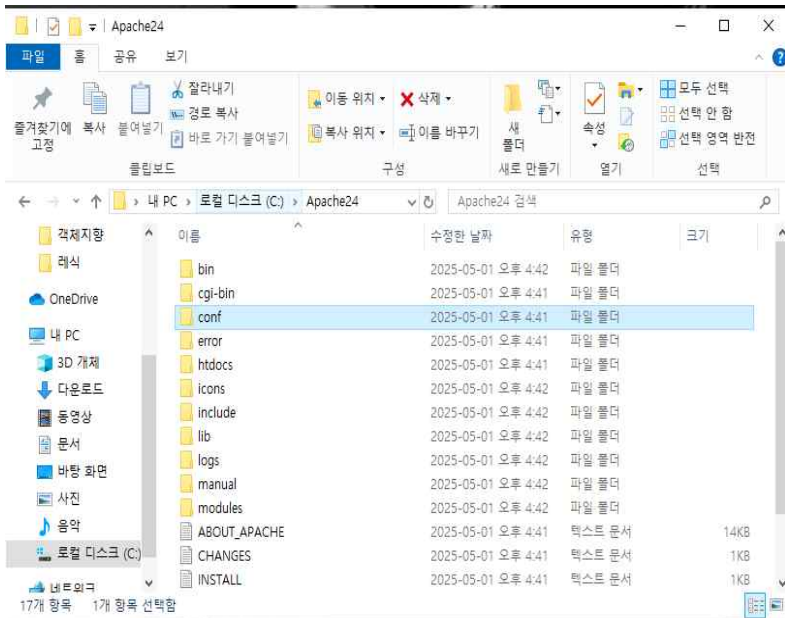 Apache24
파일 홈 공유 보기
즐겨찾기에 고정
복사
붙여넣기
잘라내기
경로 복사
바로 가기 붙여넣기
클립보드
이동 위치
복사 위치
삭제
이름 바꾸기
구성
새 폴더
새로 만들기
속성
열기
모두 선택
선택 안 함
선택 영역 반전
선택
내 PC > 로컬 디스크 (C:) > Apache24
Apache24 검색
객체지향
레식
OneDrive
내 PC
3D 개체
다운로드
동영상
문서
바탕 화면
사진
음악
로컬 디스크 (C:)
네트워크
이름 수정한 날짜 유형 크기
bin 2025-05-01 오후 4:42 파일 폴더
cgi-bin 2025-05-01 오후 4:41 파일 폴더
conf 2025-05-01 오후 4:41 파일 폴더
error 2025-05-01 오후 4:41 파일 폴더
htdocs 2025-05-01 오후 4:41 파일 폴더
icons 2025-05-01 오후 4:42 파일 폴더
include 2025-05-01 오후 4:42 파일 폴더
lib 2025-05-01 오후 4:42 파일 폴더
logs 2025-05-01 오후 4:42 파일 폴더
manual 2025-05-01 오후 4:42 파일 폴더
modules 2025-05-01 오후 4:42 파일 폴더
ABOUT_APACHE 2025-05-01 오후 4:41 텍스트 문서 14KB
CHANGES 2025-05-01 오후 4:41 텍스트 문서 1KB
INSTALL 2025-05-01 오후 4:41 텍스트 문서 1KB
17개 항목 1개 항목 선택함